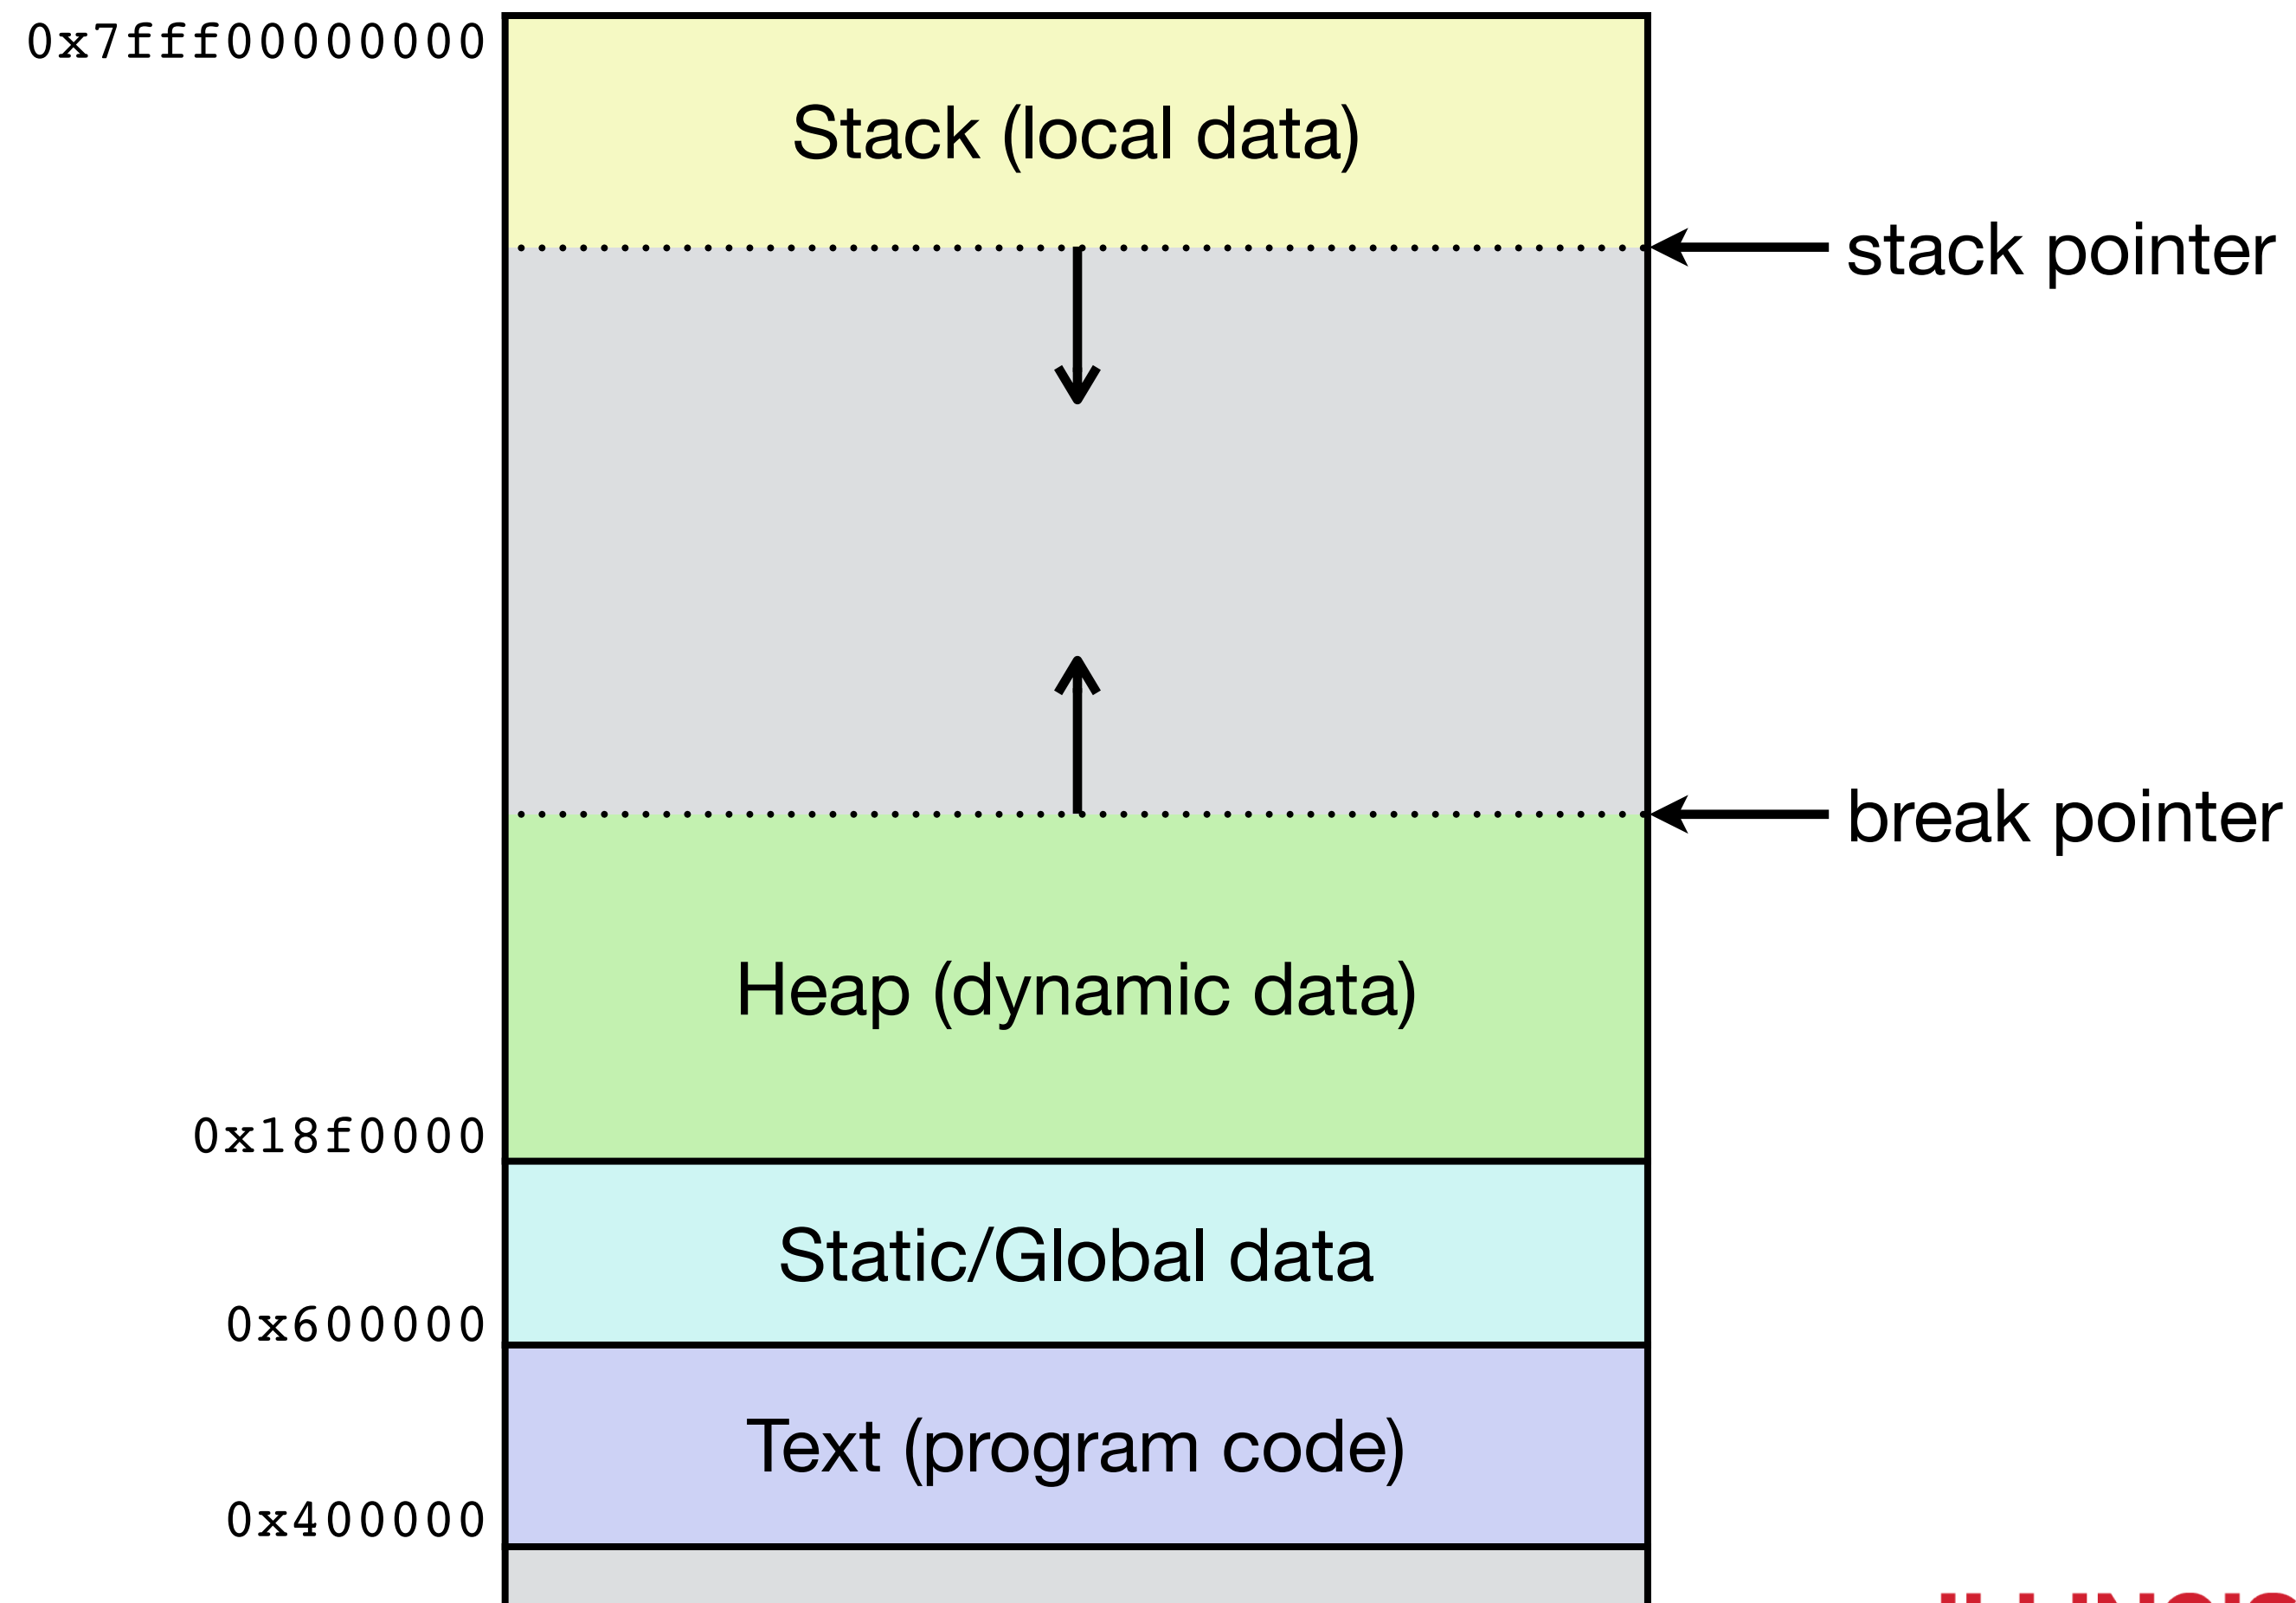 0x7fff00000000
Stack (local data)
stack pointer
break pointer
Heap (dynamic data)
0x18f0000
Static/Global data
0x600000
Text (program code)
0x400000